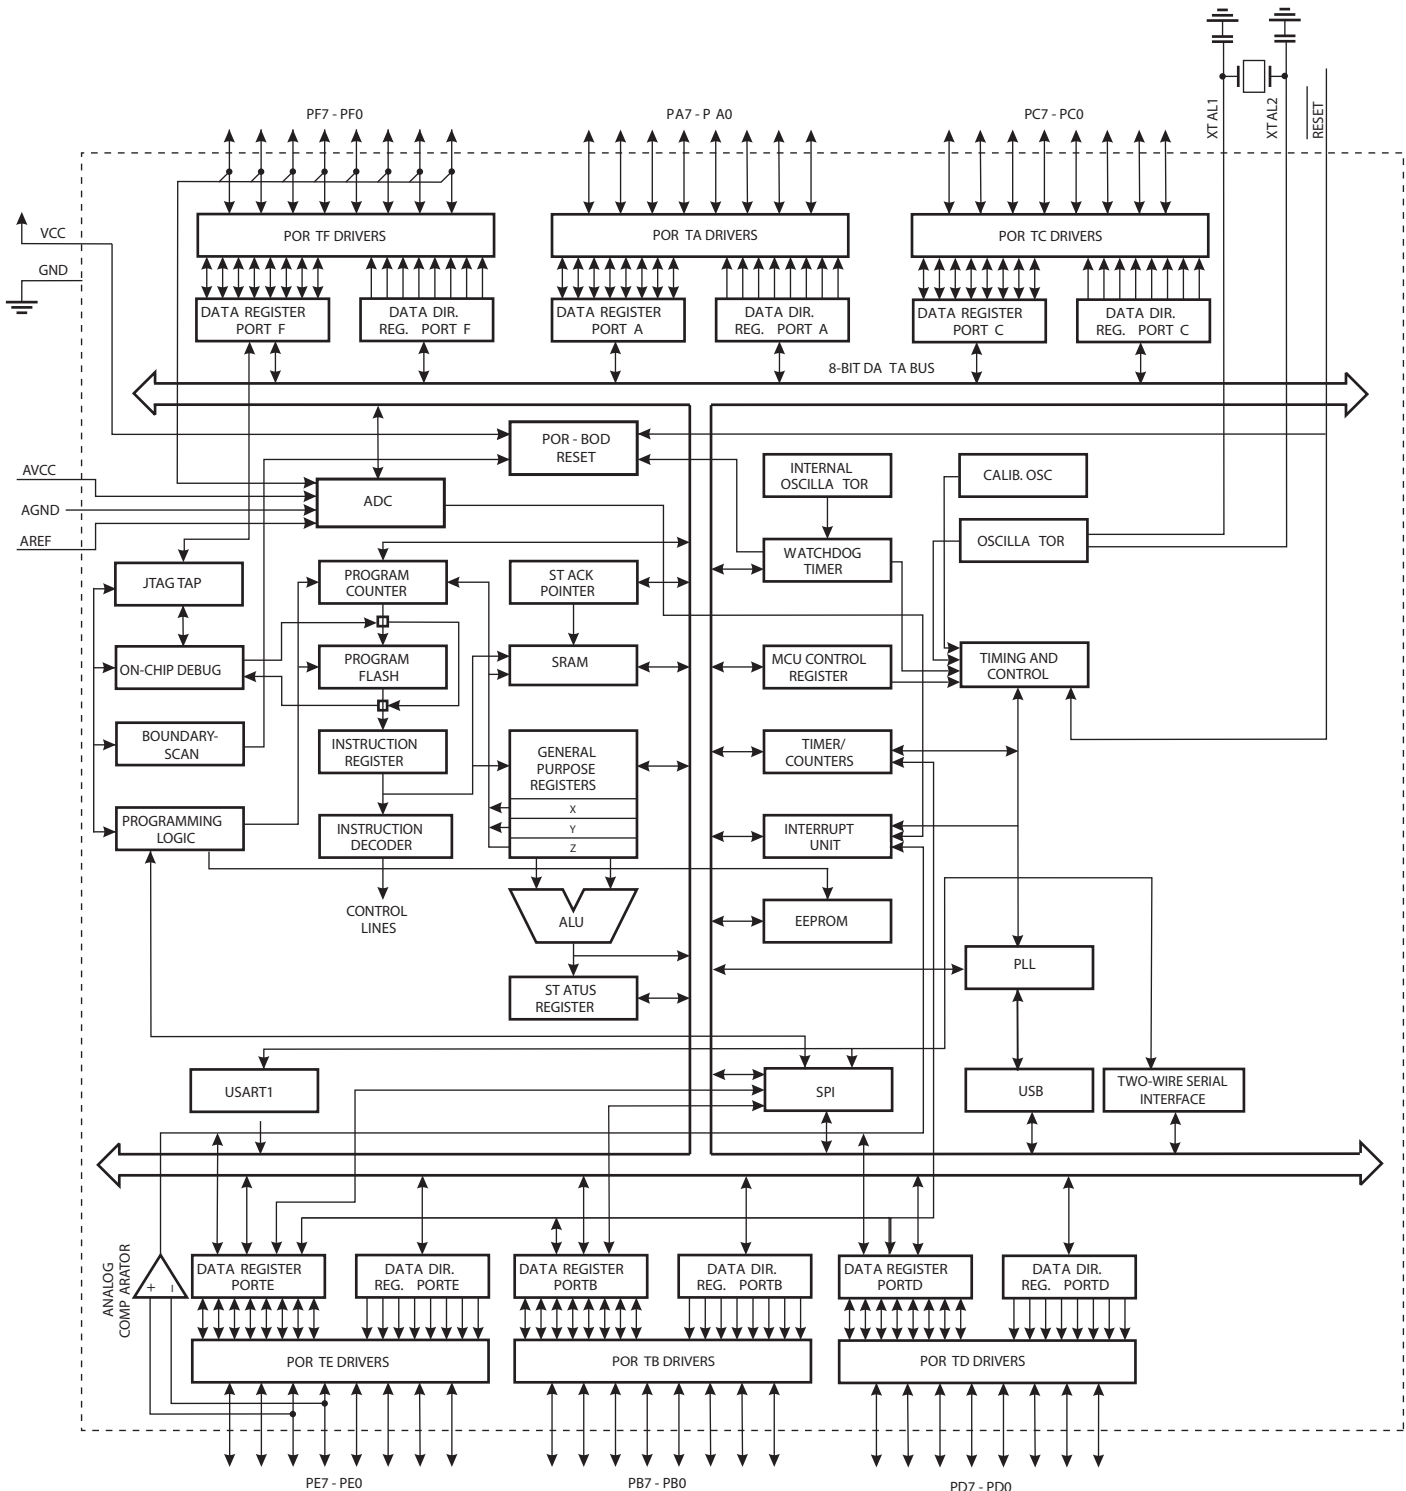 XT AL1
XT AL2
RESET
PF7 - PF0
PA7 - P A0
PC7 - PC0
VCC
GND
POR TF DRIVERS
POR TA DRIVERS
POR TC DRIVERS
DATA REGISTER
PORT F
DATA DIR.
REG. PORT F
DATA REGISTER
PORT A
DATA DIR.
REG. PORT A
DATA REGISTER
PORT C
DATA DIR.
REG. PORT C
8-BIT DA TA BUS
POR - BOD
RESET
INTERNAL
OSCILLA TOR
CALIB. OSC
AVCC
AGND
AREF
ADC
OSCILLA TOR
WATCHDOG
TIMER
JTAG TAP
PROGRAM
COUNTER
ST ACK
POINTER
ON-CHIP DEBUG
PROGRAM
FLASH
SRAM
MCU CONTROL
REGISTER
TIMING AND
CONTROL
BOUNDARY-
SCAN
INSTRUCTION
REGISTER
GENERAL
PURPOSE
REGISTERS
X
Y
Z
TIMER/
COUNTERS
PROGRAMMING
LOGIC
INSTRUCTION
DECODER
INTERRUPT
UNIT
CONTROL
LINES
ALU
EEPROM
PLL
ST ATUS
REGISTER
USART1
SPI
USB
TWO-WIRE SERIAL
INTERFACE
ANALOG
COMP ARATOR
+
–
DATA REGISTER
PORTE
DATA DIR.
REG. PORTE
DATA REGISTER
PORTB
DATA DIR.
REG. PORTB
DATA REGISTER
PORTD
DATA DIR.
REG. PORTD
POR TE DRIVERS
POR TB DRIVERS
POR TD DRIVERS
PE7 - PE0
PB7 - PB0
PD7 - PD0